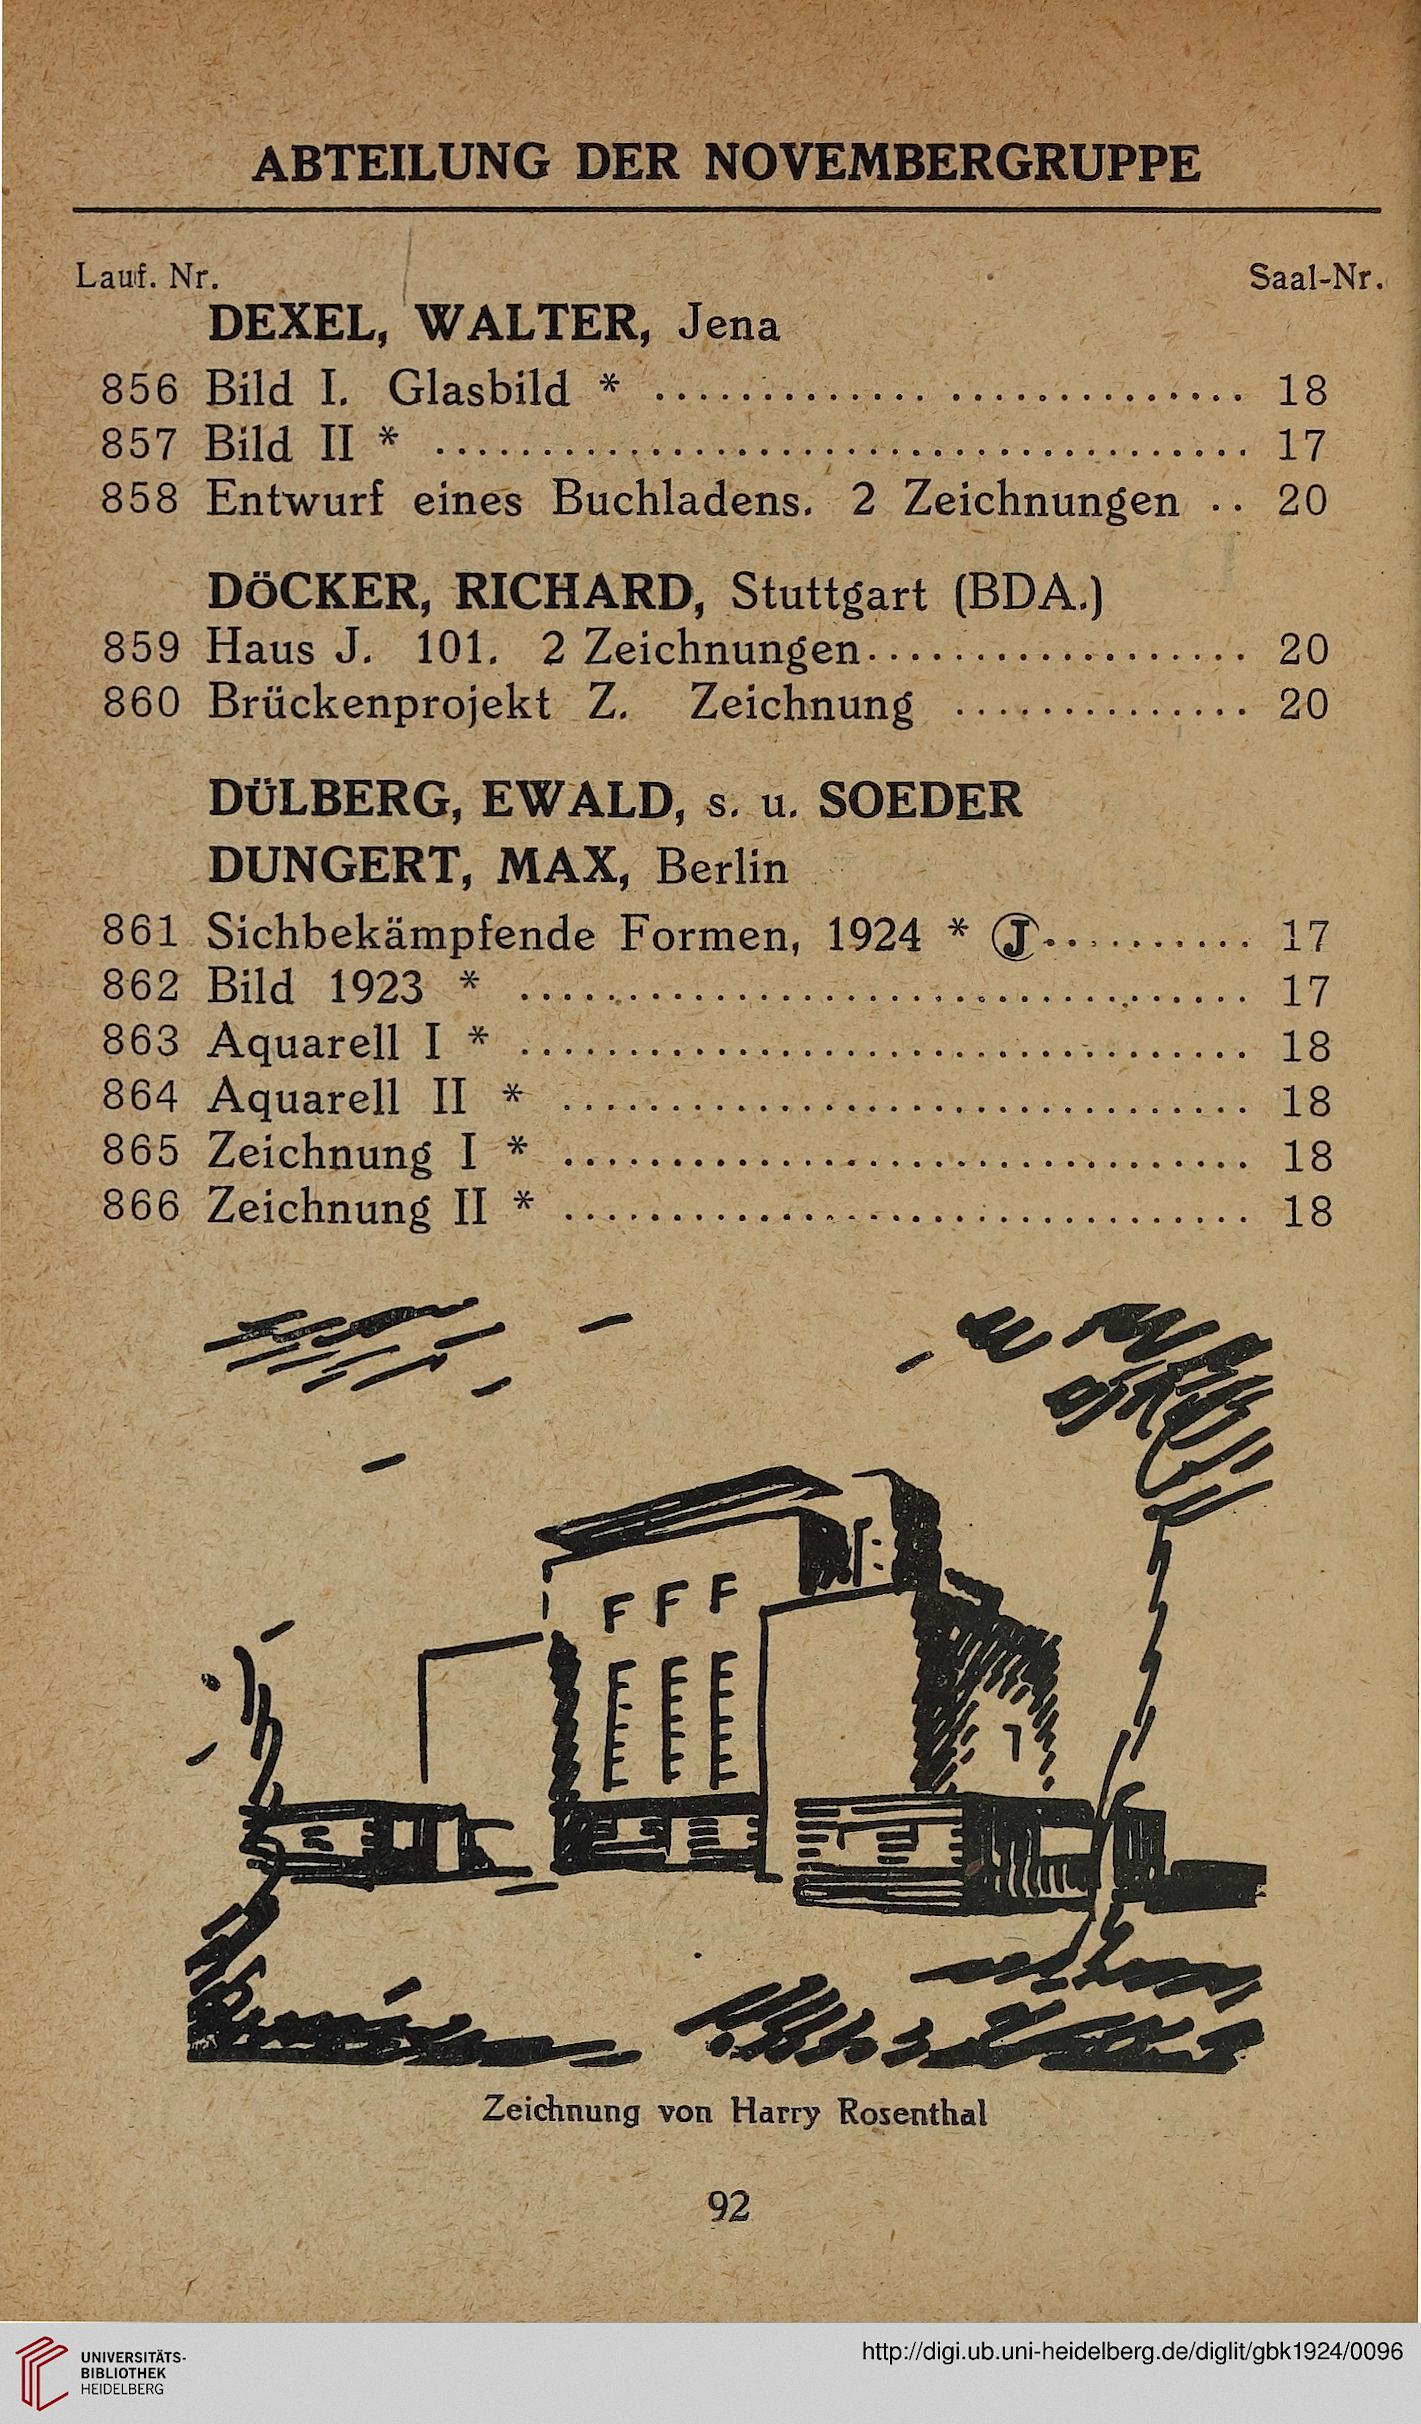 ABTEILUNG DER NOVEMBERGRUPPE
Lauf. Nr. Saal-Nr.
DEXEL, WALTER, Jena
856 Bild I. Glasbild * ........................... 18
857 Bild II * ...................................... 17
858 Entwurf eines Buchladens. 2 Zeichnungen .. 20
DÖCKER, RICHARD, Stuttgart (BDA.)
859 Haus J. 101. 2 Zeichnungen.................. 20
860 Brückenprojekt Z. Zeichnung .............. 20
DÜLBERG, EWALD, s. u. SOEDER
DUNGERT, MAX, Berlin
861 Sichbekämpfende Formen, 1924 * Ⓙ.......... 17
862 Bild 1923 * .................................. 17
863 Aquarell I * .................................. 18
864 Aquarell II * ................................ 18
865 Zeichnung I * ................................ 18
866 Zeichnung II * ................................ 18
Zeichnung von Harry Rosenthal
92
UNIVERSITÄTS-
BIBLIOTHEK
HEIDELBERG
http://digi.ub.uni-heidelberg.de/diglit/gbk1924/0096